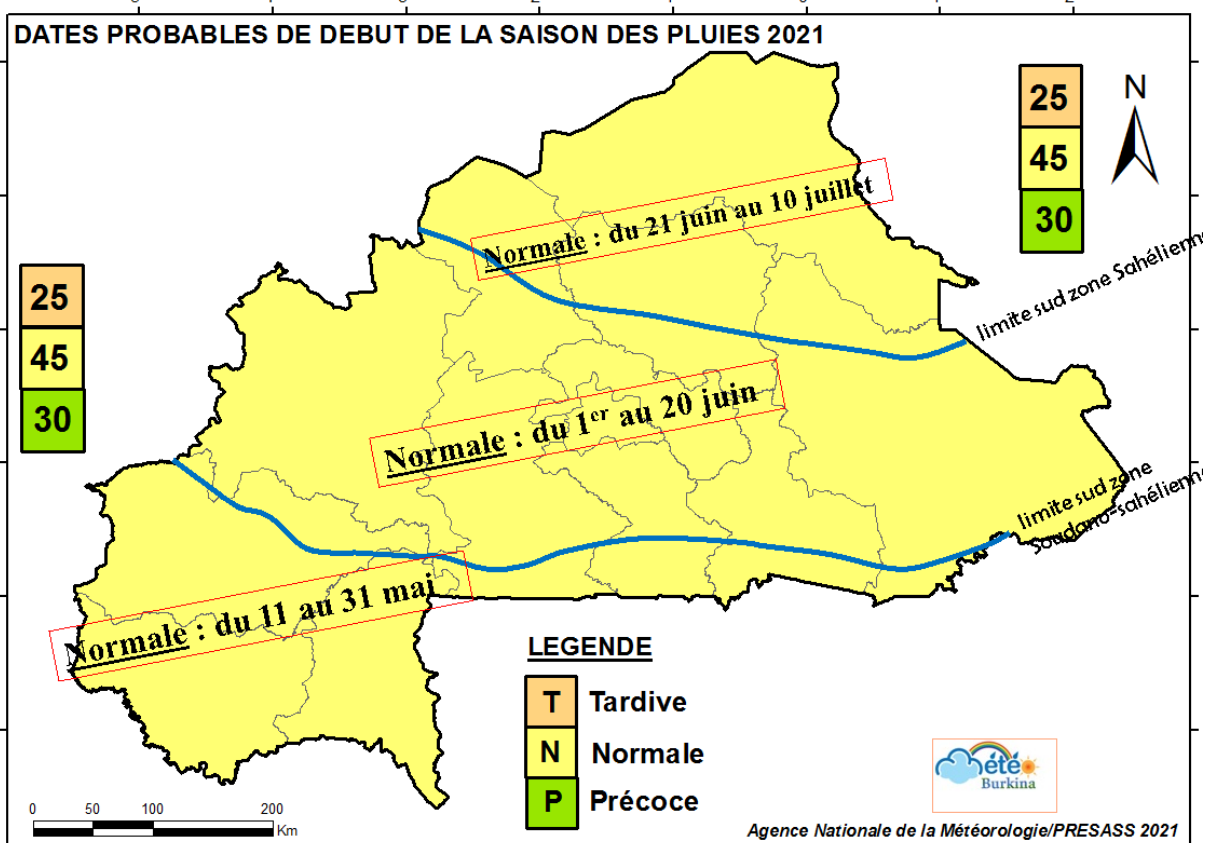 DATES PROBABLES DE DEBUT DE LA SAISON DES PLUIES 2021
25
45
30
N
Normale : du 21 juin au 10 juillet
limite sud zone Sahélienne
25
45
30
Normale : du 1er au 20 juin
limite sud zone
Soudano-sahélienne
Normale : du 11 au 31 mai
LEGENDE
T Tardive
N Normale
P Précoce
été
Burkina
0 50 100 200
Km
Agence Nationale de la Météorologie/PRESASS 2021